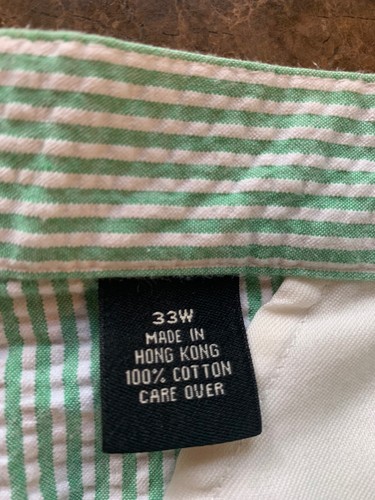 33W
MADE IN
HONG KONG
100% COTTON
CARE OVER